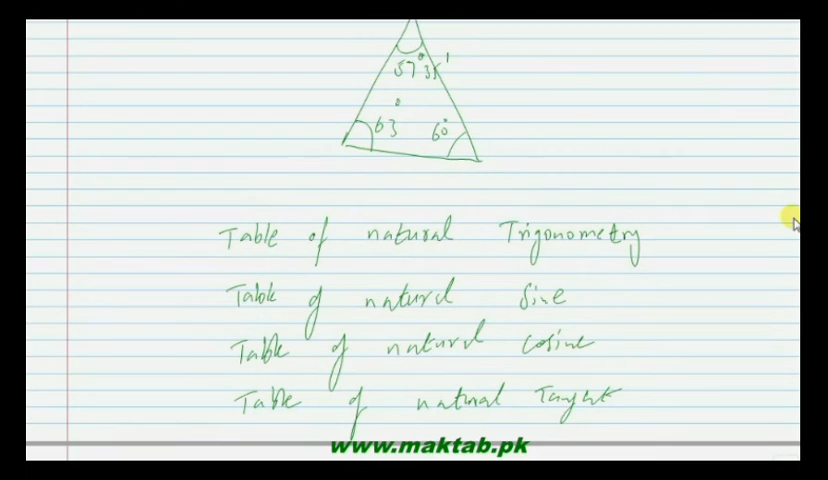 57°35'
63°
60°
Table of natural Trigonometry
Table of natural Sine
Table of natural Cosine
Table of natural Tangent
www.maktab.pk